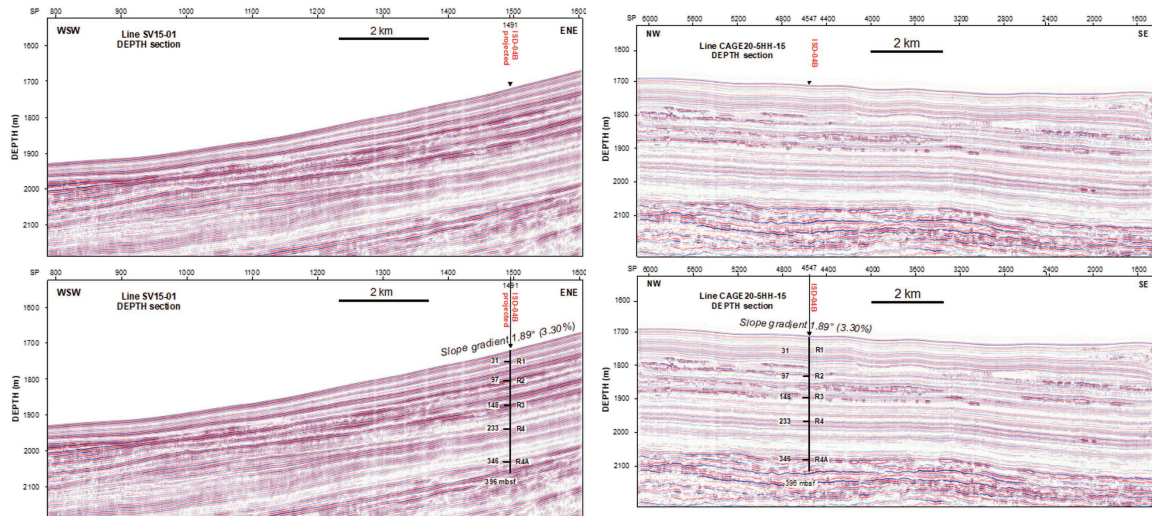 SP 800 900 1000 1100 1200 1300 1400 1491 1500 1600
WSW
Line SV15-01
DEPTH section
2 km
ISD-04B
projected
ENE
DEPTH (m)
1600
1700
1800
1900
2000
2100
SP 6000 5200 4547 4800 4400 4000 3600 3200 2800 2400 2000 1600
NW
Line CAGE20-5HH-15
DEPTH section
ISD-04B
2 km
SE
DEPTH (m)
1600
1700
1800
1900
2000
2100
SP 800 900 1000 1100 1200 1300 1400 1491 1500 1600
WSW
Line SV15-01
DEPTH section
2 km
ISD-04B
projected
ENE
Slope gradient 1.89° (3.30%)
DEPTH (m)
1600
1700
1800
1900
2000
2100
31 R1
97 R2
148 R3
233 R4
346 R4A
396 mbsf
SP 6000 5200 4800 4547 4400 4000 3600 3200 2800 2400 2000 1600
NW
Line CAGE20-5HH-15
DEPTH section
ISD-04B
2 km
SE
Slope gradient 1.89° (3.30%)
DEPTH (m)
1600
1700
1800
1900
2000
2100
31 R1
97 R2
148 R3
233 R4
346 R4A
396 mbsf